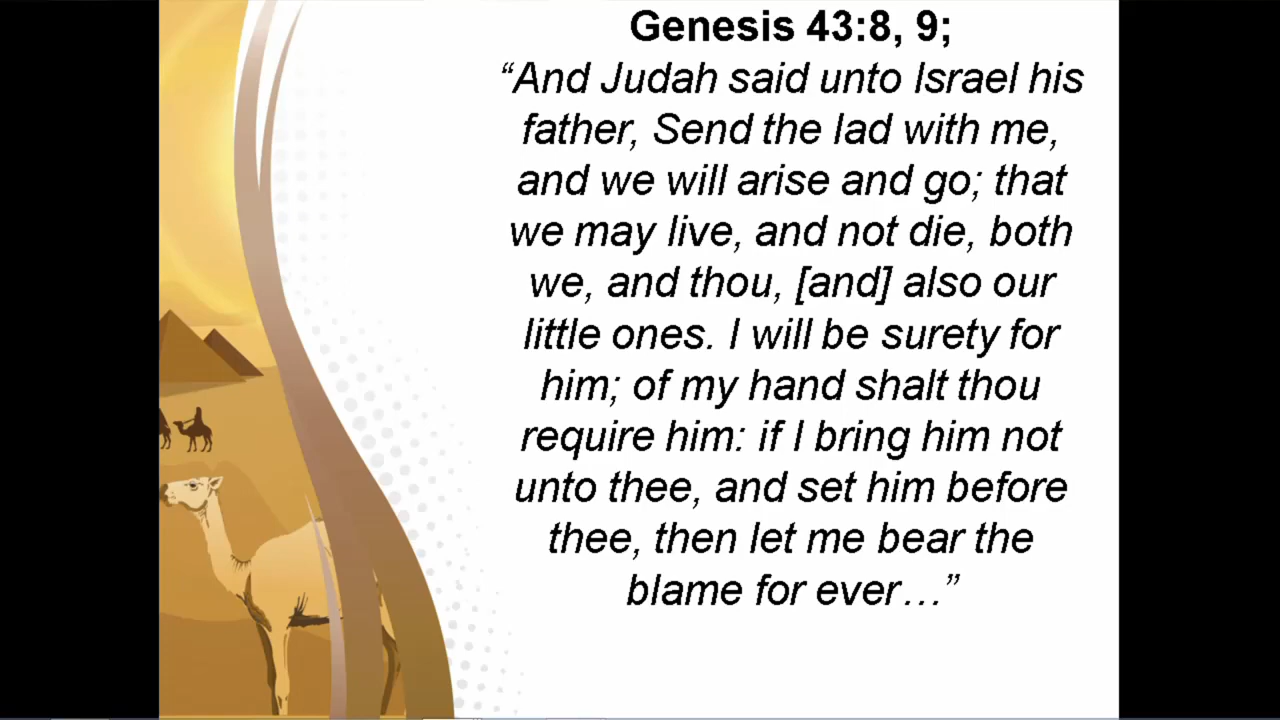 Genesis 43:8, 9;
“And Judah said unto Israel his
father, Send the lad with me,
and we will arise and go; that
we may live, and not die, both
we, and thou, [and] also our
little ones. I will be surety for
him; of my hand shalt thou
require him: if I bring him not
unto thee, and set him before
thee, then let me bear the
blame for ever…”